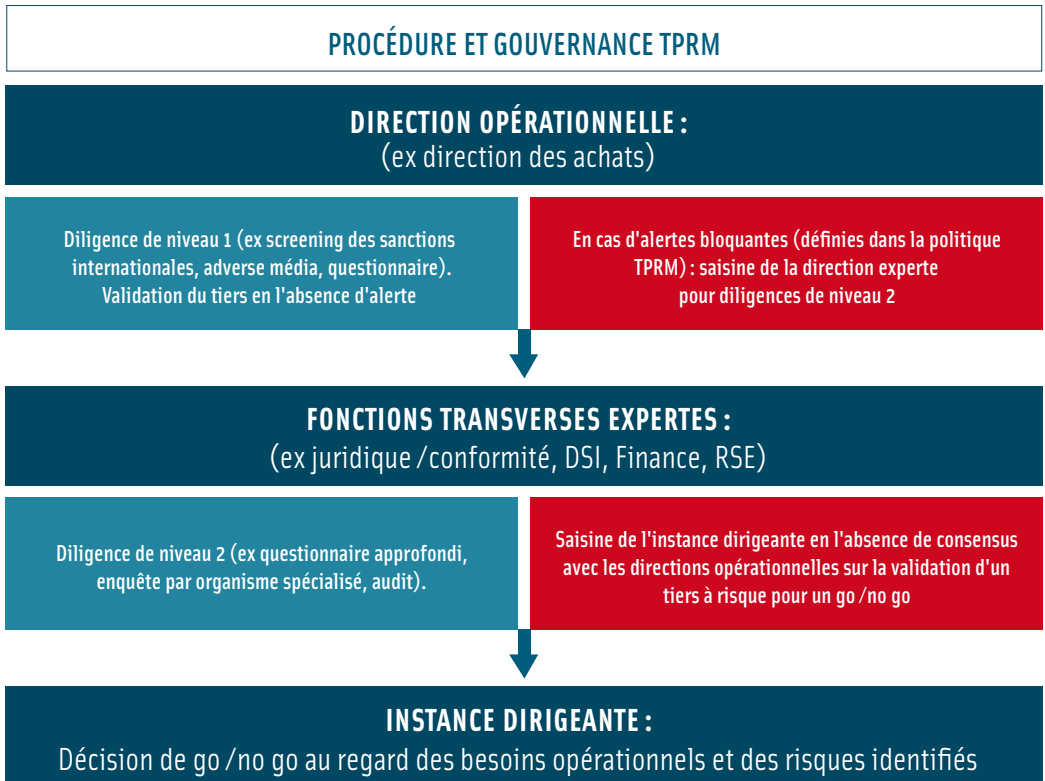 PROCÉDURE ET GOUVERNANCE TPRM
DIRECTION OPÉRATIONNELLE :
(ex direction des achats)
Diligence de niveau 1 (ex screening des sanctions
internationales, adverse média, questionnaire).
Validation du tiers en l'absence d'alerte
En cas d'alertes bloquantes (définies dans la politique
TPRM) : saisine de la direction experte
pour diligences de niveau 2
FONCTIONS TRANSVERSES EXPERTES :
(ex juridique / conformité, DSI, Finance, RSE)
Diligence de niveau 2 (ex questionnaire approfondi,
enquête par organisme spécialisé, audit).
Saisine de l'instance dirigeante en l'absence de consensus
avec les directions opérationnelles sur la validation d'un
tiers à risque pour un go / no go
INSTANCE DIRIGEANTE :
Décision de go / no go au regard des besoins opérationnels et des risques identifiés